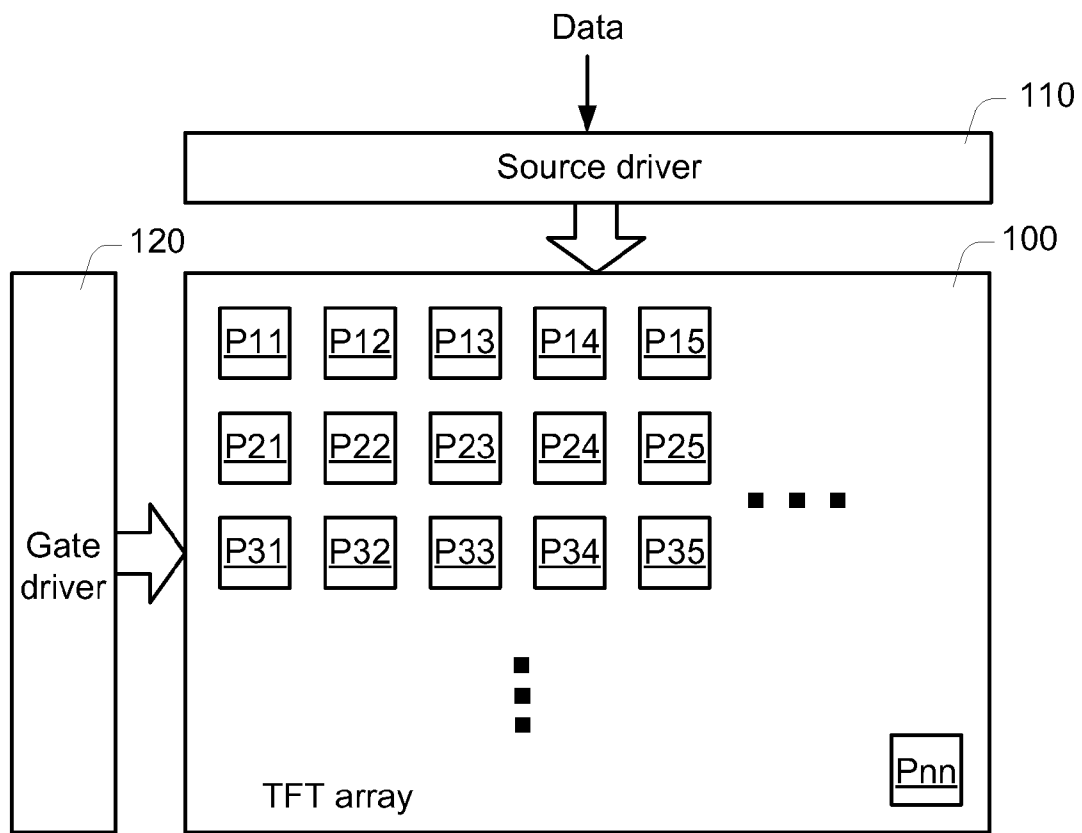 Data
110
Source driver
120
100
P11 P12 P13 P14 P15
P21 P22 P23 P24 P25
P31 P32 P33 P34 P35
Gate
driver
Pnn
TFT array